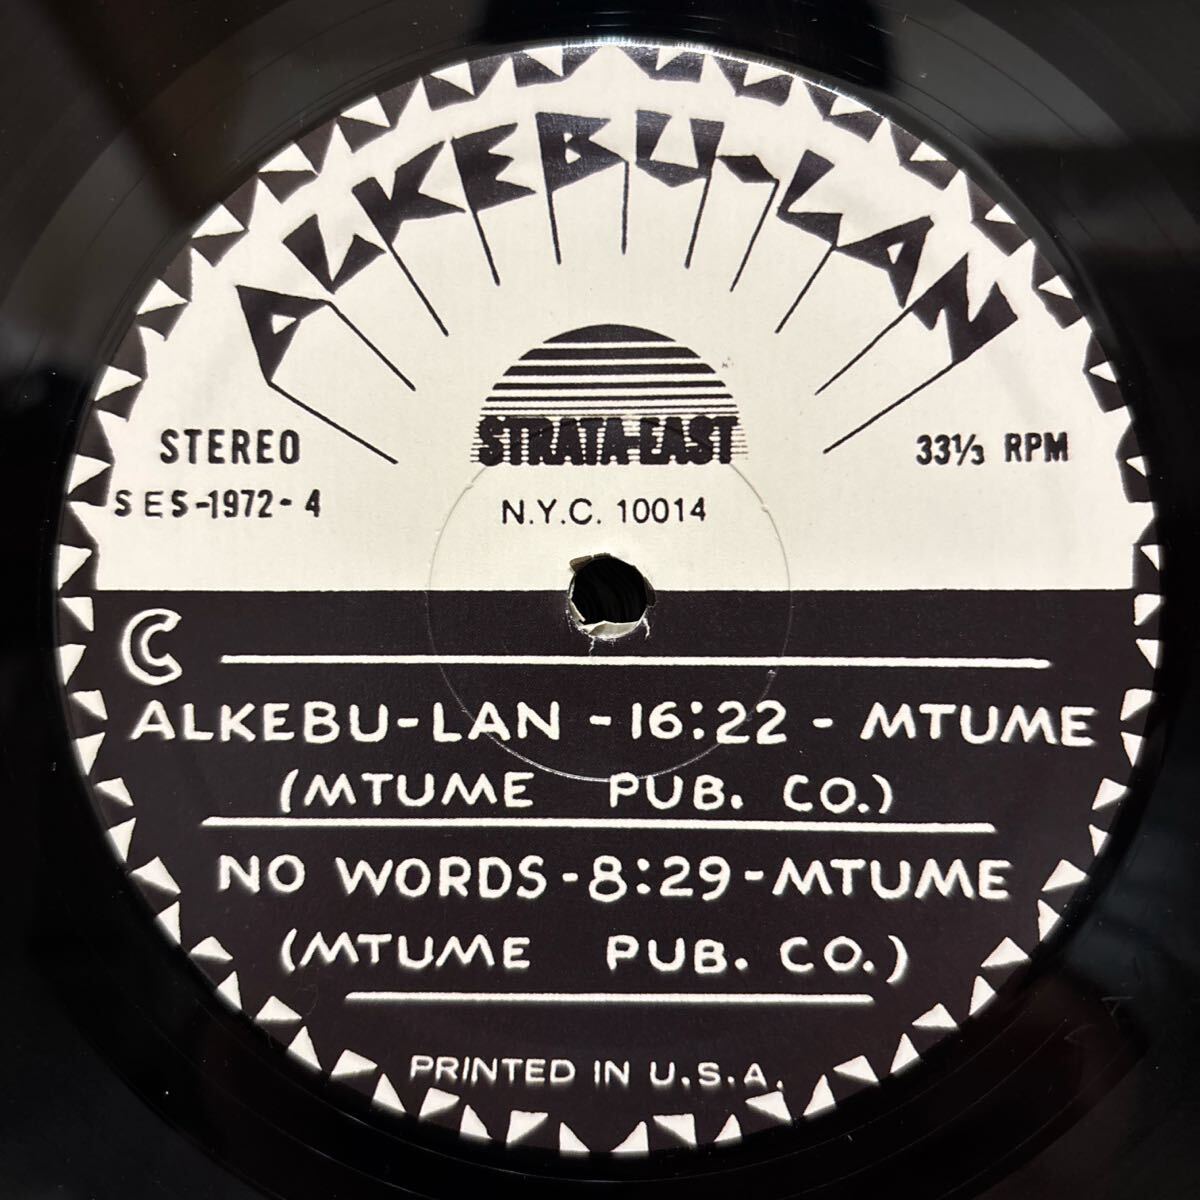 ALKEBU-LAN
STRATA-EAST
STEREO
33⅓ RPM
SES-1972-4
N.Y.C. 10014
C
ALKEBU-LAN - 16:22 - MTUME
(MTUME PUB. CO.)
NO WORDS - 8:29 - MTUME
(MTUME PUB. CO.)
PRINTED IN U.S.A.